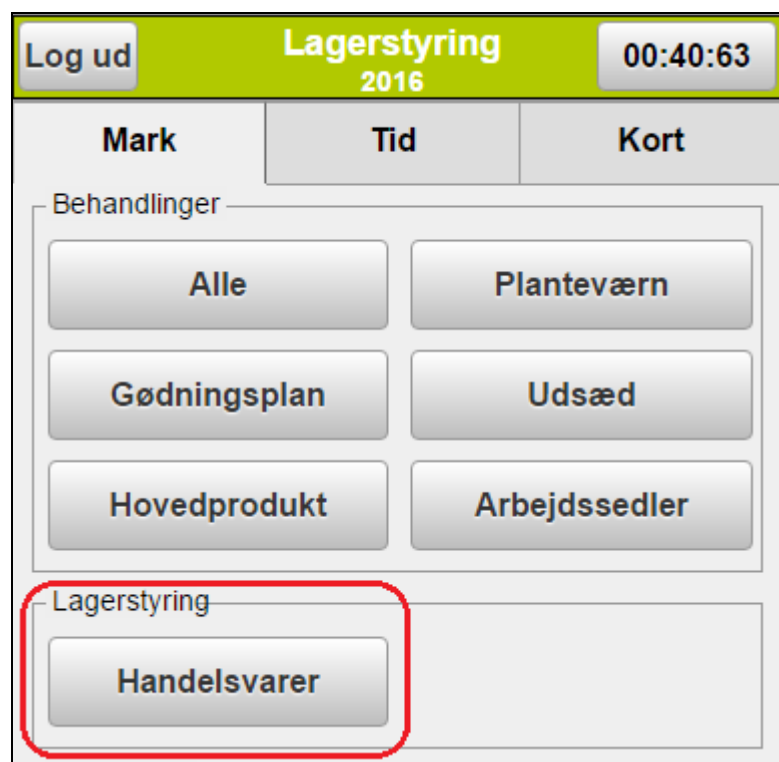 Log ud
Lagerstyring
2016
00:40:63
Mark
Tid
Kort
Behandlinger
Alle
Planteværn
Gødningsplan
Udsæd
Hovedprodukt
Arbejdssedler
Lagerstyring
Handelsvarer